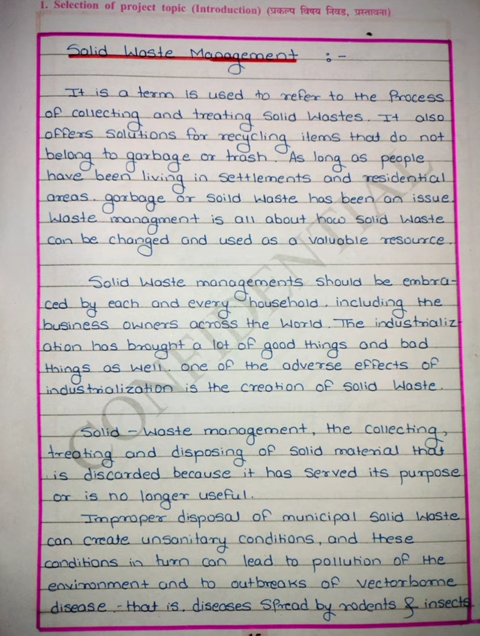 1. Selection of project topic (Introduction) (प्रकल्प विषय निवड, प्रस्तावना)
Solid Waste Management :-
It is a term is used to refer to the Process
of collecting and treating Solid Wastes. It also
offers Solutions for recycling items that do not
belong to garbage or trash. As long as people
have been living in settlements and residential
areas. garbage or soild Waste has been an issue.
Waste managment is all about how Solid Waste
can be changed and used as a valuable resource.
Solid Waste managements should be embra-
ced by each and every household. including the
business owners across the World. The industrializ-
ation has brought a lot of good things and bad
things as well. one of the adverse effects of
industrialization is the creation of Solid Waste.
Solid - Waste management, the collecting,
treating and disposing of solid material that
is discarded because it has served its purpose
or is no longer useful.
Improper disposal of municipal Solid Waste
can create unsanitary conditions, and these
conditions in turn can lead to pollution of the
environment and to outbreaks of vectorborne
disease - that is, diseases spread by rodents & insects.
CONFIDENTIAL